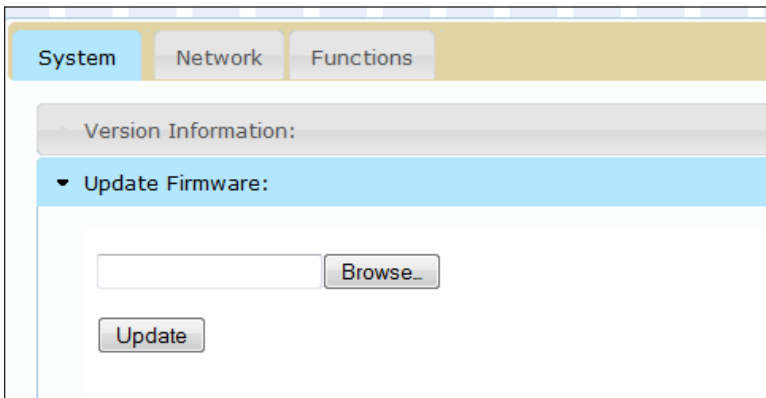 System Network Functions
Version Information:
Update Firmware:
Browse...
Update